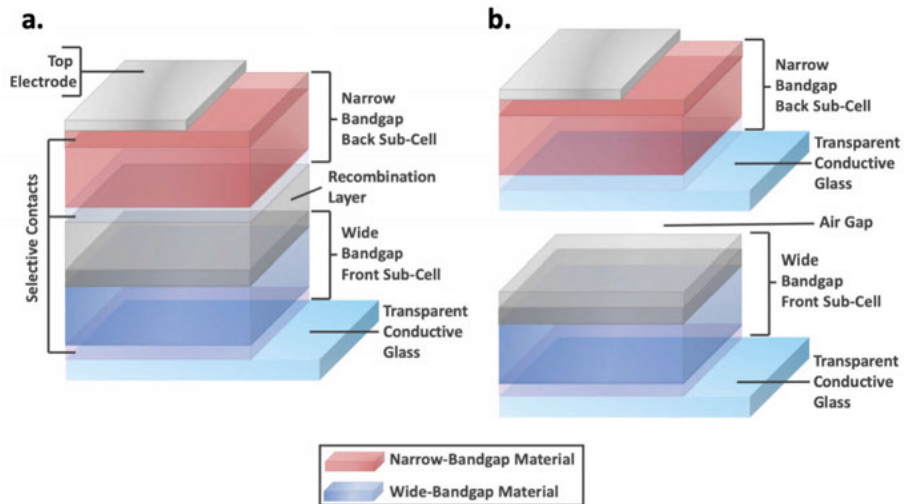 a.
Top
Electrode
Selective Contacts
Narrow
Bandgap
Back Sub-Cell
Recombination
Layer
Wide
Bandgap
Front Sub-Cell
Transparent
Conductive
Glass
b.
Narrow
Bandgap
Back Sub-Cell
Transparent
Conductive
Glass
Air Gap
Wide
Bandgap
Front Sub-Cell
Transparent
Conductive
Glass
Narrow-Bandgap Material
Wide-Bandgap Material